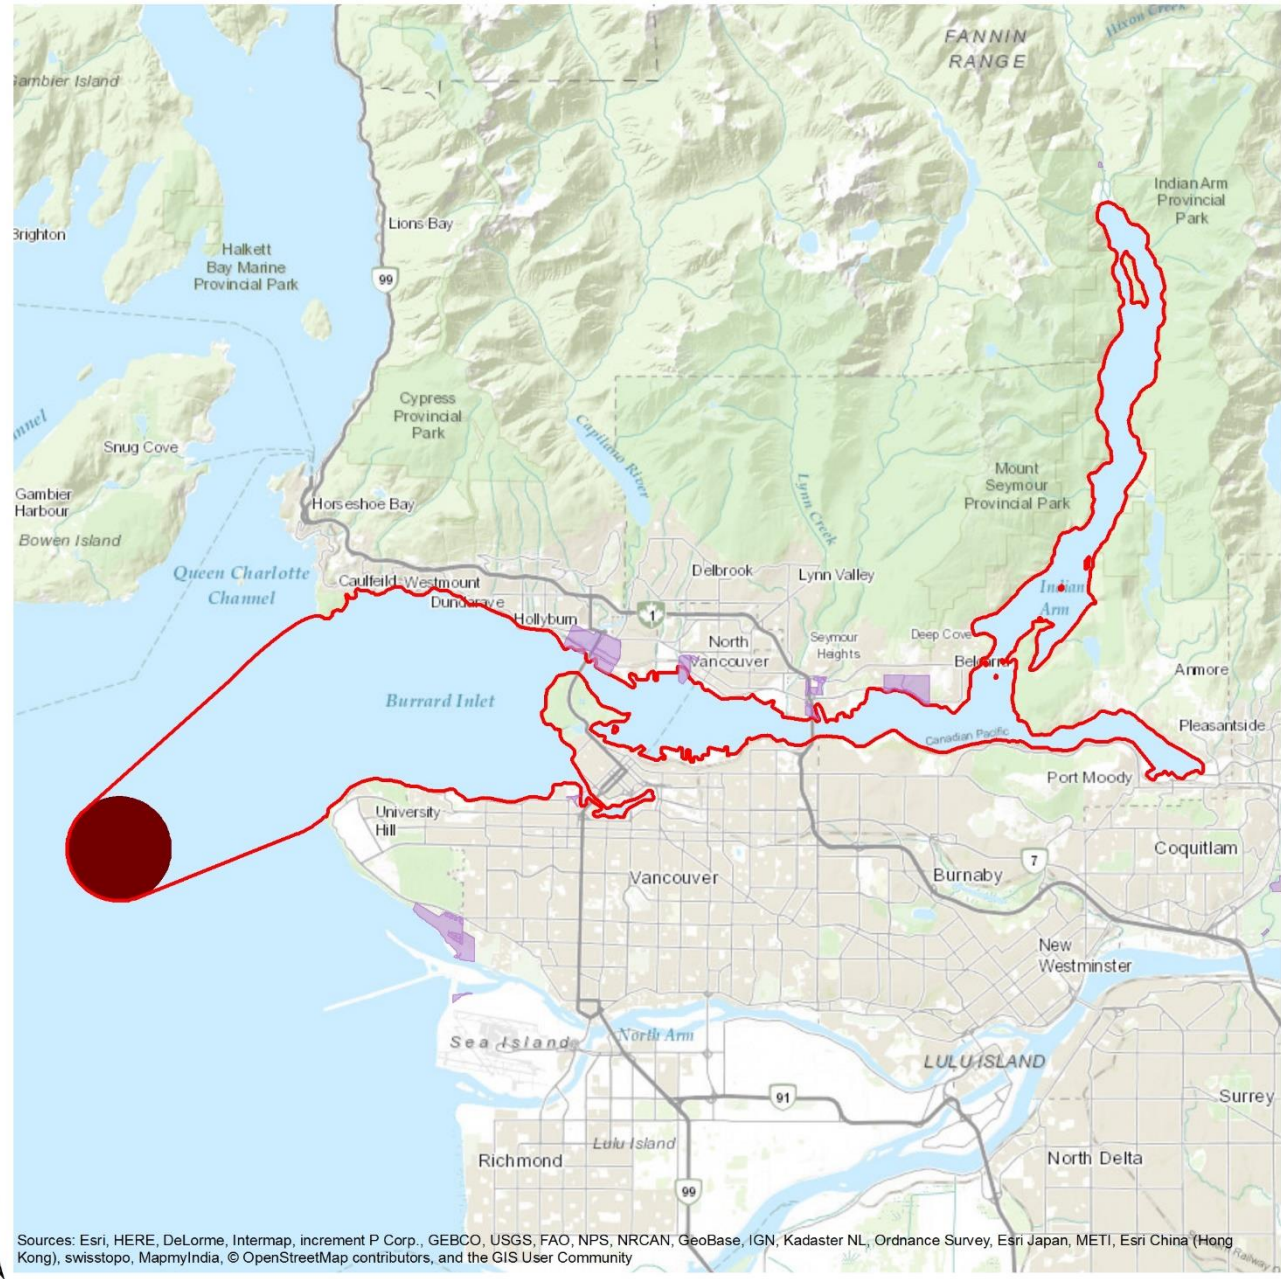 Hixon Creek
FANNIN
RANGE
Gambier Island
Indian Arm
Provincial
Park
Lions Bay
Brighton
Halkett
Bay Marine
Provincial Park
99
Cypress
Provincial
Park
Capilano River
Snug Cove
Mount
Seymour
Provincial Park
Lynn Creek
Gambier
Harbour
Horseshoe Bay
Bowen Island
Queen Charlotte
Channel
Caulfeild
Westmount
Delbrook
Lynn Valley
Dundarave
Indian
Arm
Hollyburn
1
North
Vancouver
Seymour
Heights
Deep Cove
Belcarra
Anmore
Burrard Inlet
Pleasantside
Canadian Pacific
Port Moody
University
Hill
Coquitlam
7
Vancouver
Burnaby
New
Westminster
Sea Island
North Arm
LULU ISLAND
91
Surrey
Lulu Island
Richmond
North Delta
99
Sources: Esri, HERE, DeLorme, Intermap, increment P Corp., GEBCO, USGS, FAO, NPS, NRCAN, GeoBase, IGN, Kadaster NL, Ordnance Survey, Esri Japan, METI, Esri China (Hong
Kong), swisstopo, MapmyIndia, © OpenStreetMap contributors, and the GIS User Community